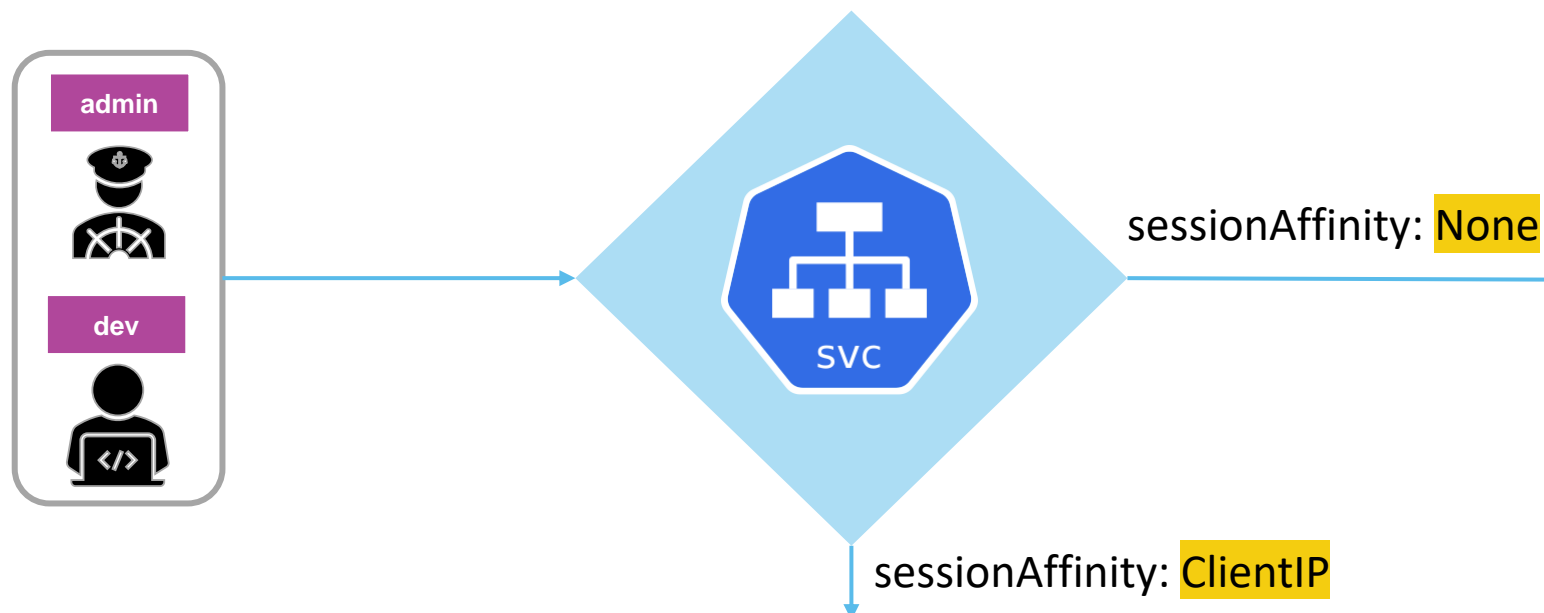 admin
dev
svc
sessionAffinity: None
sessionAffinity: ClientIP